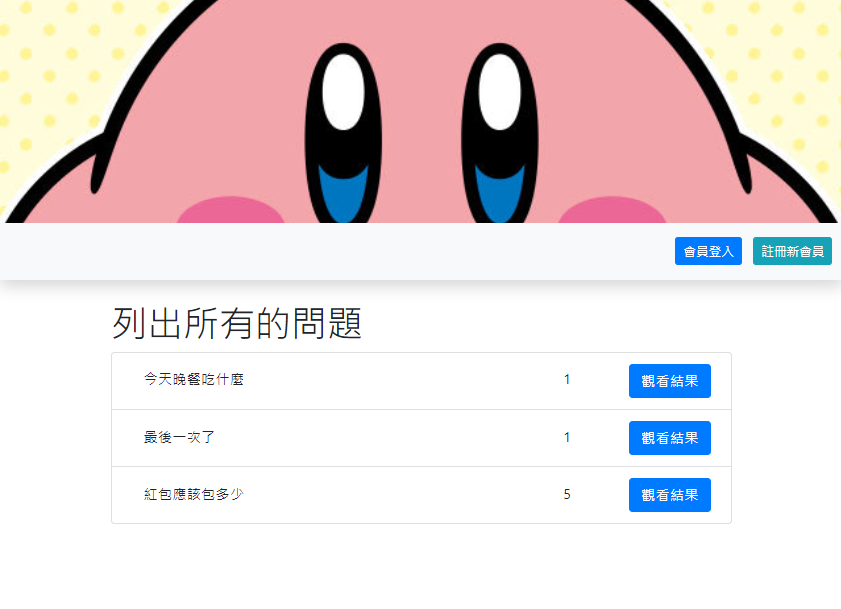 會員登入 註冊新會員
列出所有的問題
今天晚餐吃什麼 1 觀看結果
最後一次了 1 觀看結果
紅包應該包多少 5 觀看結果